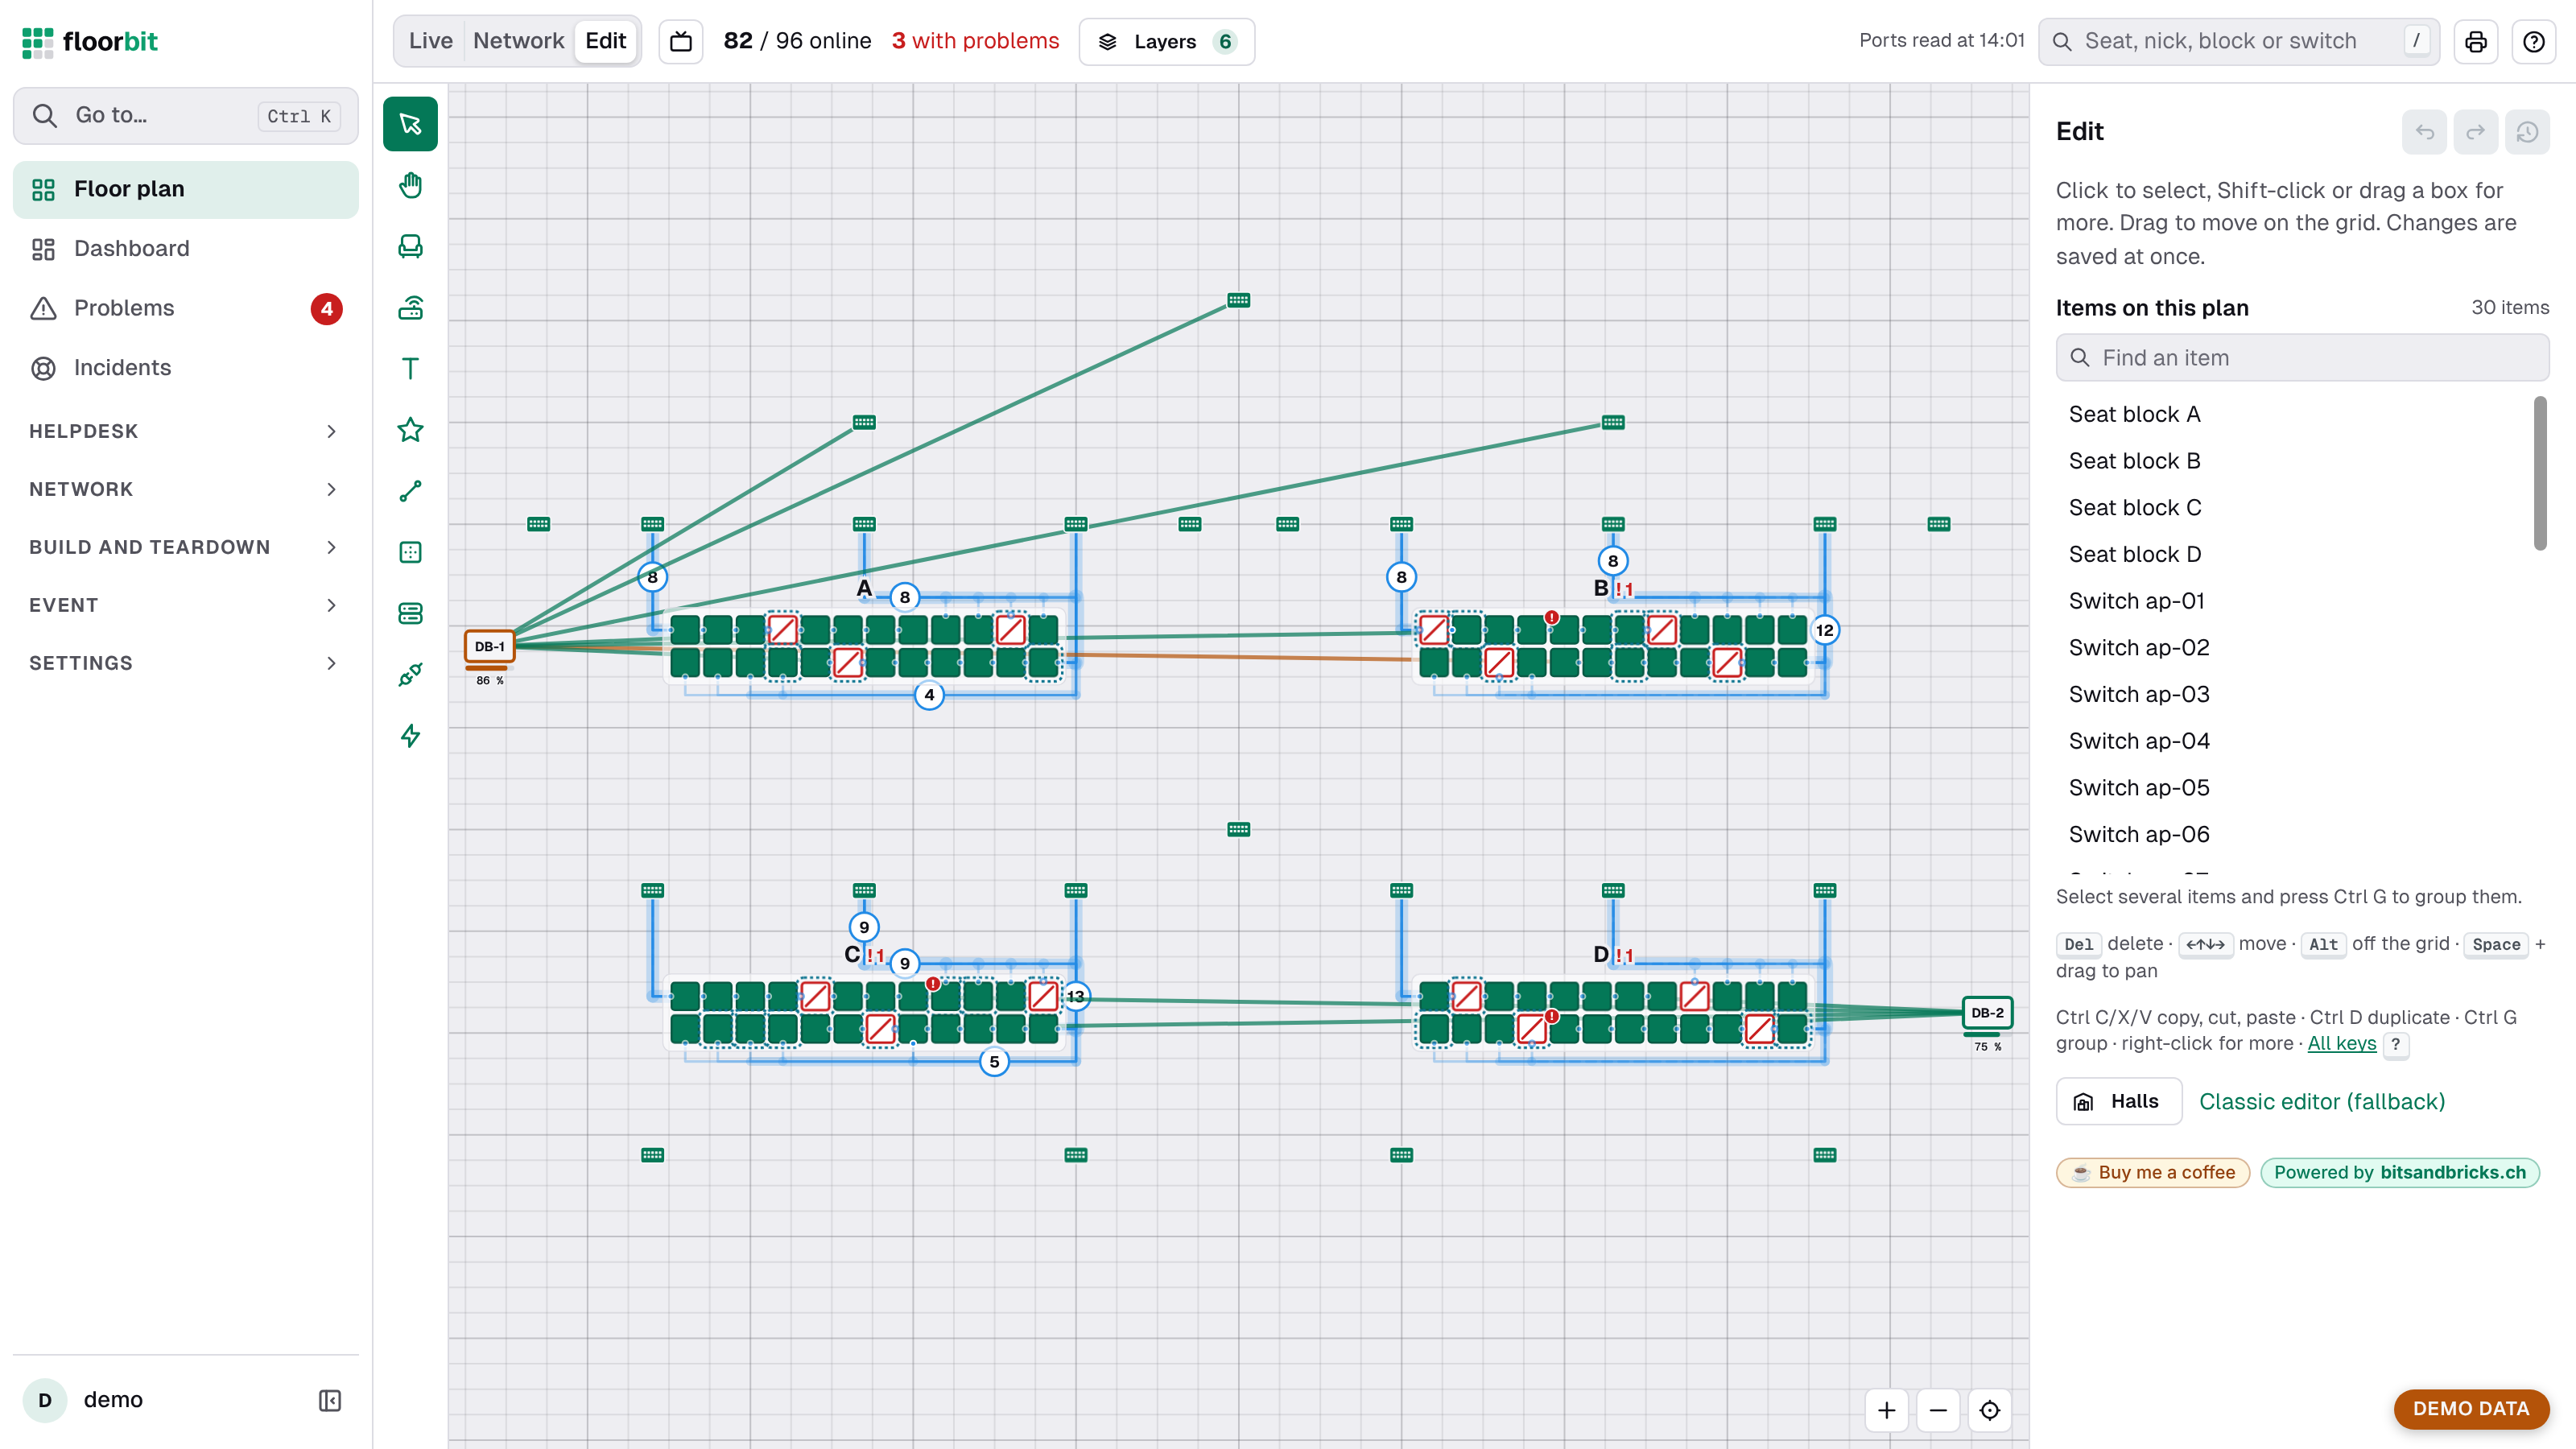 floorbit
Go to...
Ctrl K
Floor plan
Dashboard
Problems
4
Incidents
HELPDESK
NETWORK
BUILD AND TEARDOWN
EVENT
SETTINGS
D
demo
Live
Network
Edit
82 / 96 online
3 with problems
Layers
6
Ports read at 14:01
Seat, nick, block or switch
/
8
A
8
8
8
B !1
DB-1
86 %
12
4
9
C !1
9
D !1
13
DB-2
75 %
5
Edit
Click to select, Shift-click or drag a box for
more. Drag to move on the grid. Changes are
saved at once.
Items on this plan
30 items
Find an item
Seat block A
Seat block B
Seat block C
Seat block D
Switch ap-01
Switch ap-02
Switch ap-03
Switch ap-04
Switch ap-05
Switch ap-06
Select several items and press Ctrl G to group them.
Del delete · ←↑↓→ move · Alt off the grid · Space +
drag to pan
Ctrl C/X/V copy, cut, paste · Ctrl D duplicate · Ctrl G
group · right-click for more · All keys ?
Halls
Classic editor (fallback)
Buy me a coffee
Powered by bitsandbricks.ch
DEMO DATA